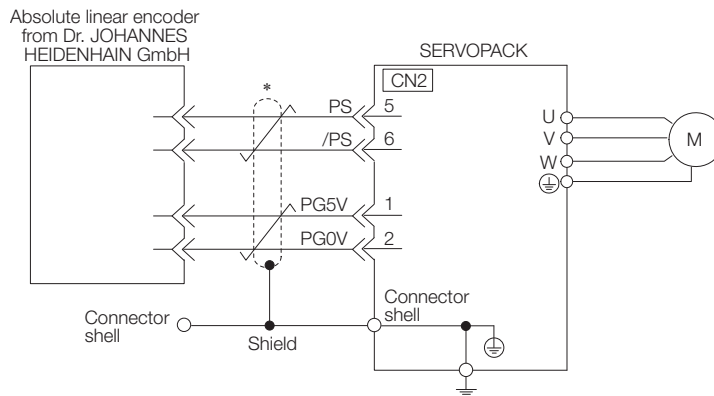 Absolute linear encoder
from Dr. JOHANNES
HEIDENHAIN GmbH
SERVOPACK
CN2
*
PS 5
/PS 6
PG5V 1
PG0V 2
U
V
W
M
Connector
shell
Shield
Connector
shell